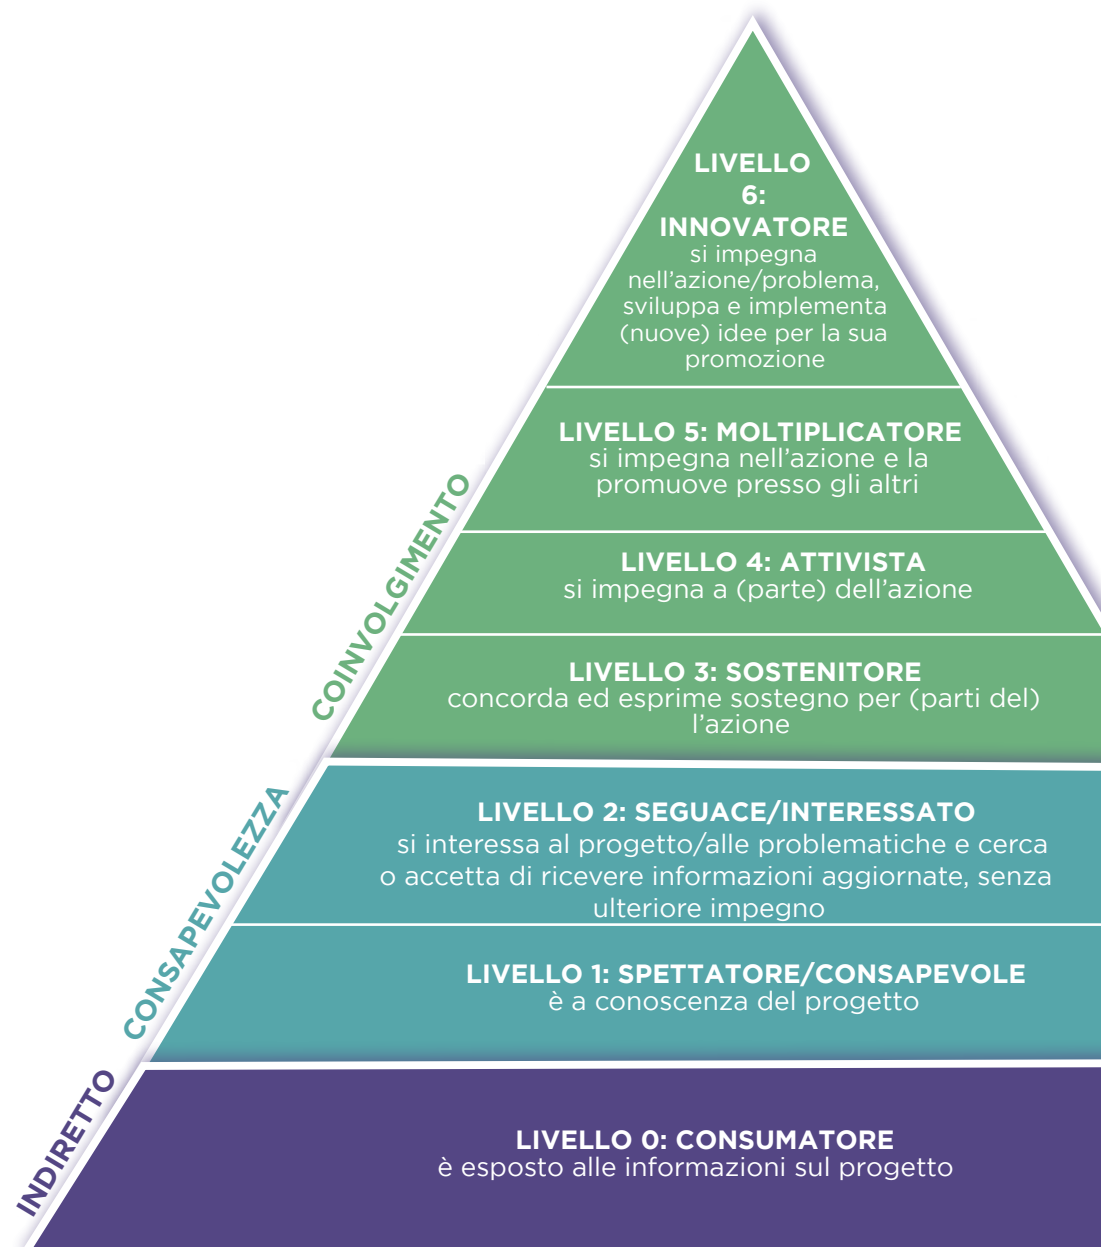 LIVELLO
6:
INNOVATORE
si impegna
nell'azione/problema,
sviluppa e implementa
(nuove) idee per la sua
promozione
LIVELLO 5: MOLTIPLICATORE
si impegna nell'azione e la
promuove presso gli altri
LIVELLO 4: ATTIVISTA
si impegna a (parte) dell'azione
LIVELLO 3: SOSTENITORE
concorda ed esprime sostegno per (parti del)
l'azione
COINVOLGIMENTO
LIVELLO 2: SEGUACE/INTERESSATO
si interessa al progetto/alle problematiche e cerca
o accetta di ricevere informazioni aggiornate, senza
ulteriore impegno
LIVELLO 1: SPETTATORE/CONSAPEVOLE
è a conoscenza del progetto
CONSAPEVOLEZZA
LIVELLO 0: CONSUMATORE
è esposto alle informazioni sul progetto
INDIRETTO